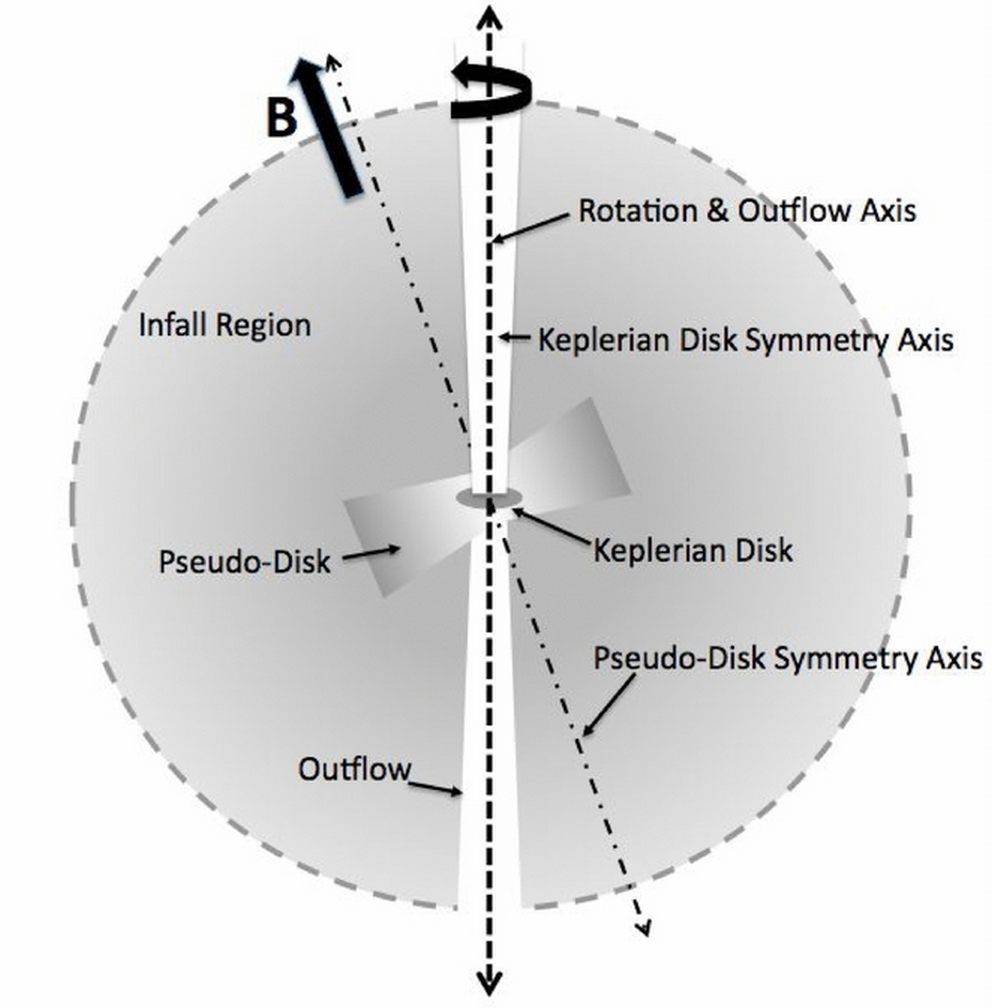 B
Rotation & Outflow Axis
Infall Region
Keplerian Disk Symmetry Axis
Pseudo-Disk
Keplerian Disk
Pseudo-Disk Symmetry Axis
Outflow